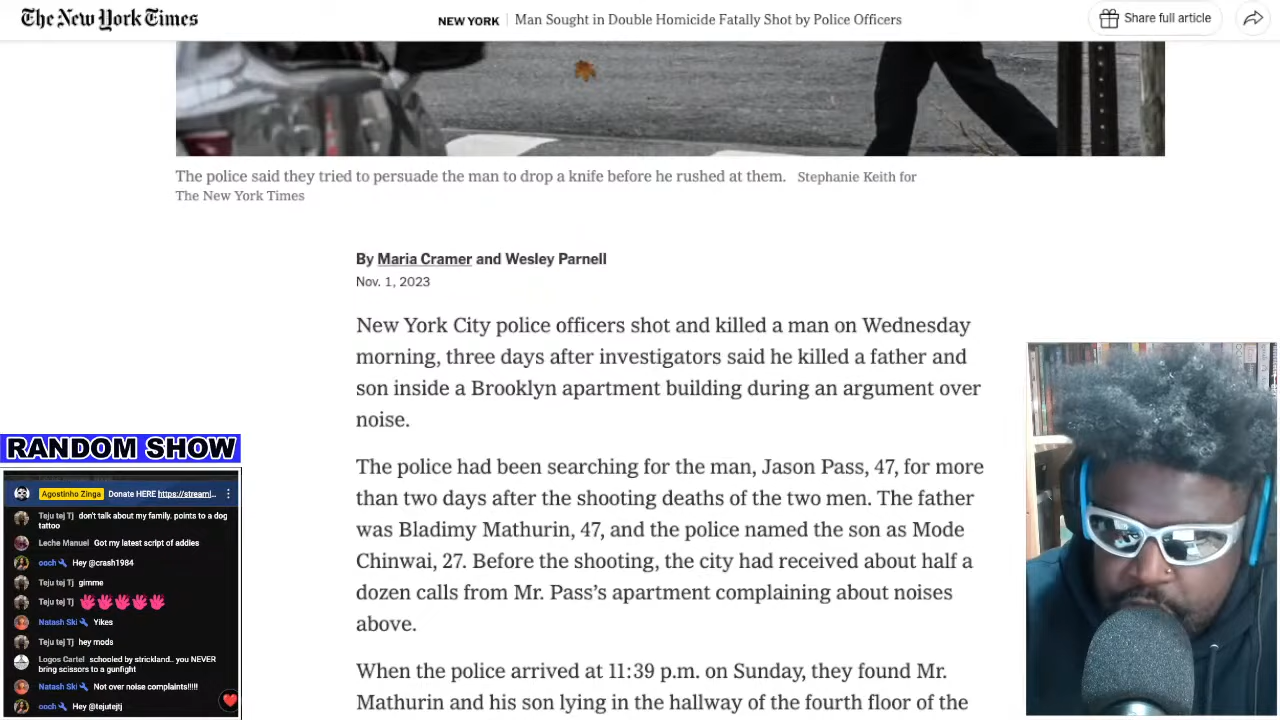 The New York Times
NEW YORK | Man Sought in Double Homicide Fatally Shot by Police Officers
Share full article
The police said they tried to persuade the man to drop a knife before he rushed at them. Stephanie Keith for
The New York Times
By Maria Cramer and Wesley Parnell
Nov. 1, 2023
New York City police officers shot and killed a man on Wednesday
morning, three days after investigators said he killed a father and
son inside a Brooklyn apartment building during an argument over
noise.
The police had been searching for the man, Jason Pass, 47, for more
than two days after the shooting deaths of the two men. The father
was Bladimy Mathurin, 47, and the police named the son as Mode
Chinwai, 27. Before the shooting, the city had received about half a
dozen calls from Mr. Pass’s apartment complaining about noises
above.
When the police arrived at 11:39 p.m. on Sunday, they found Mr.
Mathurin and his son lying in the hallway of the fourth floor of the
RANDOM SHOW
Agostinho Zinga Donate HERE https://streaml...
Teju tej Tj don't talk about my family. points to a dog
tattoo
Leche Manuel Got my latest script of addies
ooch Hey @crash1984
Teju tej Tj gimme
Teju tej Tj
Natash Ski Yikes
Teju tej Tj hey mods
Logos Cartel schooled by strickland.. you NEVER
bring scissors to a gunfight
Natash Ski Not over noise complaints!!!!!
ooch Hey @tejutejtj